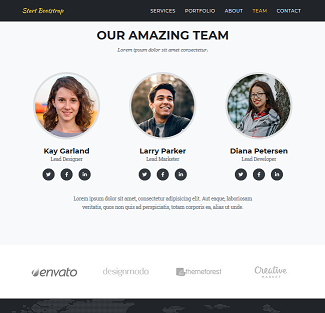 Start Bootstrap
SERVICES PORTFOLIO ABOUT TEAM CONTACT
OUR AMAZING TEAM
Lorem ipsum dolor sit amet consectetur.
Kay Garland
Lead Designer
Larry Parker
Lead Marketer
Diana Petersen
Lead Developer
Lorem ipsum dolor sit amet, consectetur adipisicing elit. Aut eaque, laboriosam
veritatis, quos non quis ad perspiciatis, totam corporis ea, alias ut unde.
envato
designmodo
themeforest
Creative
MARKET